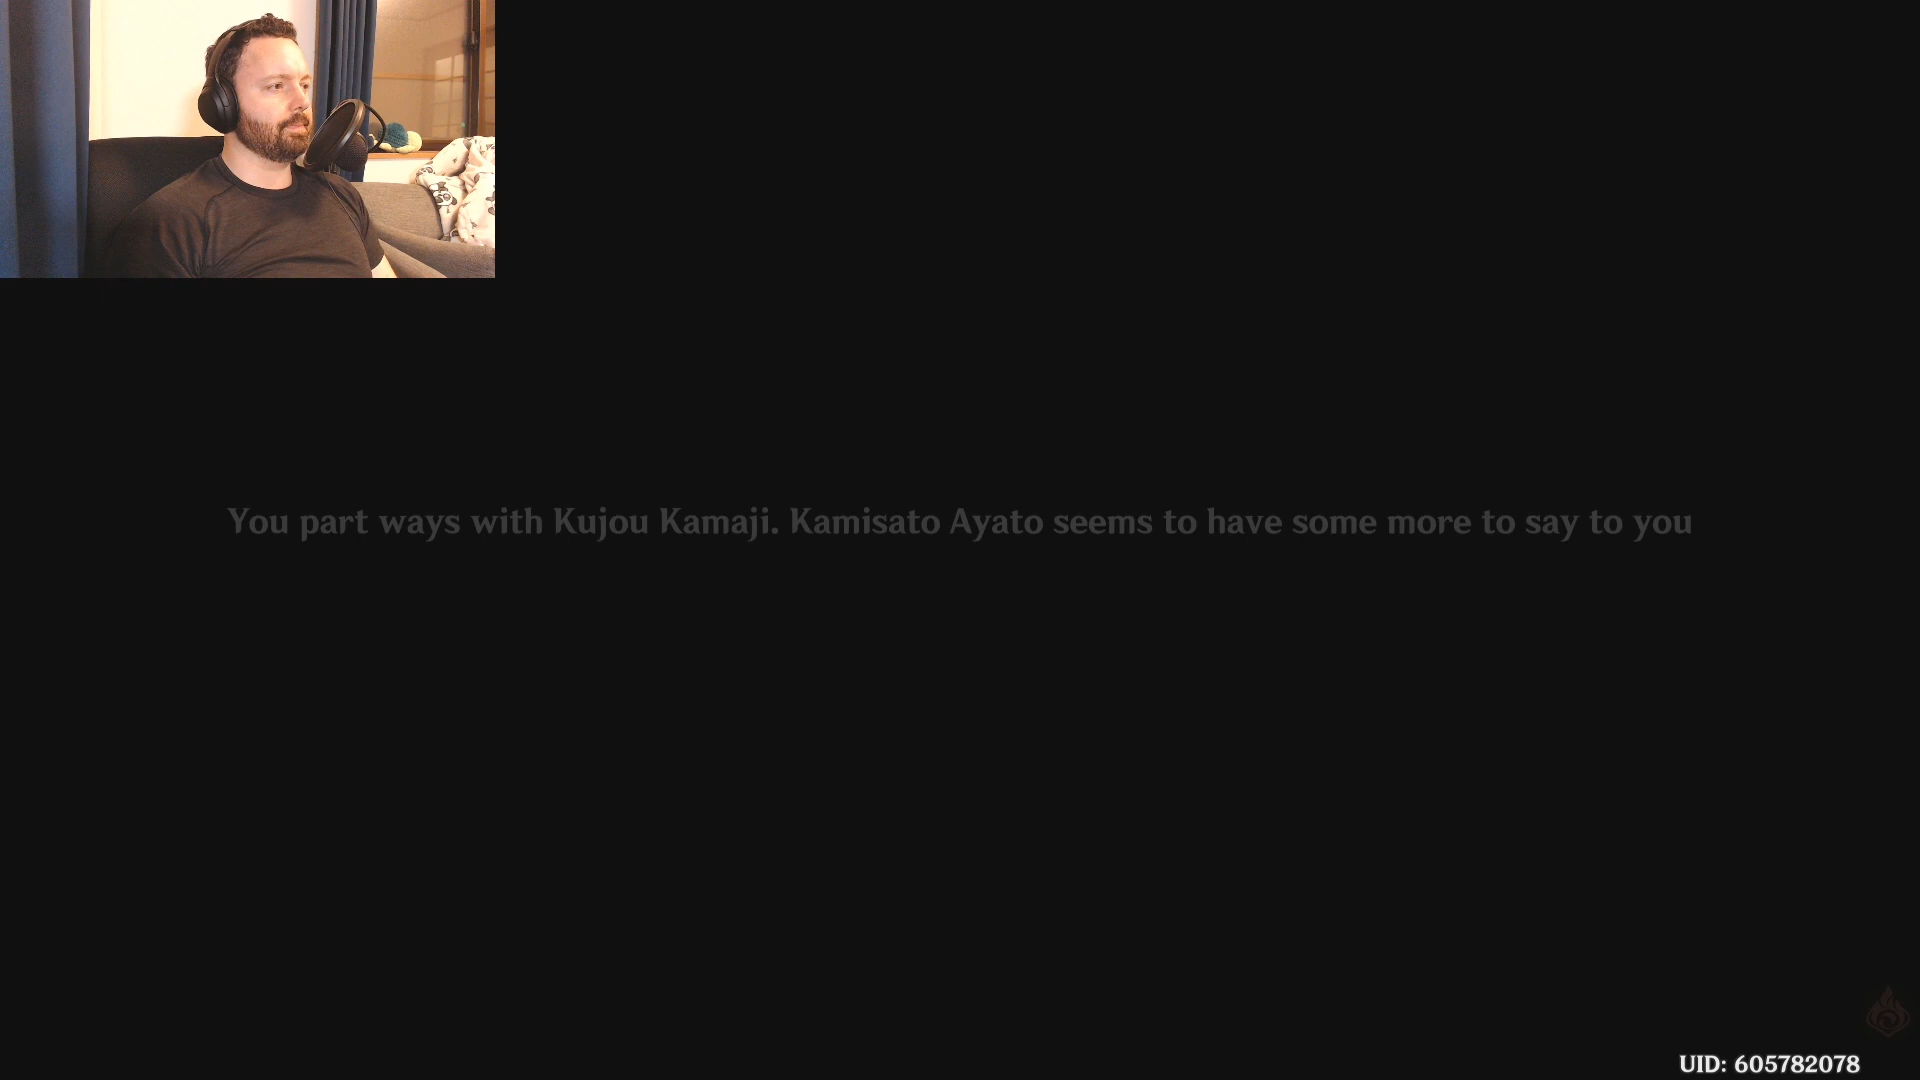 You part ways with Kujou Kamaji. Kamisato Ayato seems to have some more to say to you
UID: 605782078